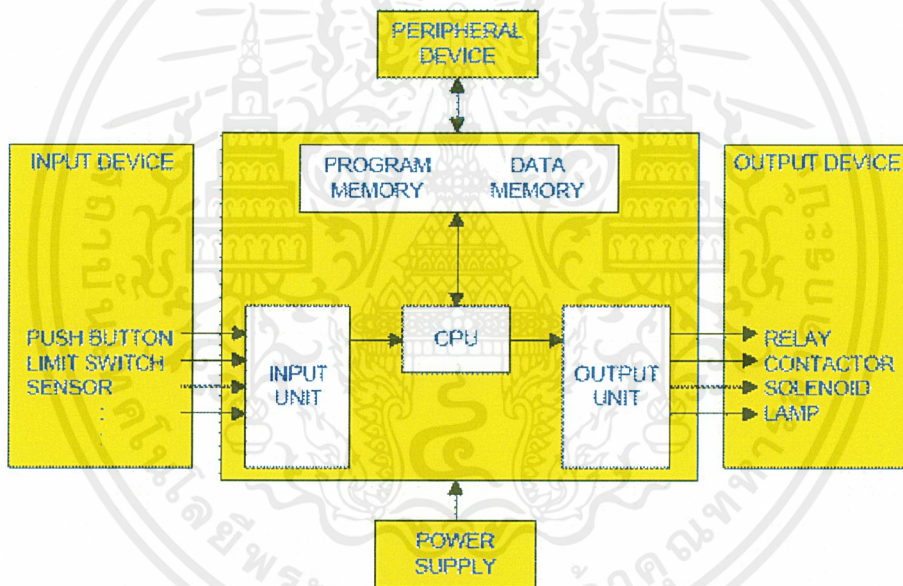 PERIPHERAL
DEVICE
INPUT DEVICE
PROGRAM
MEMORY
DATA
MEMORY
OUTPUT DEVICE
PUSH BUTTON
LIMIT SWITCH
SENSOR
:
:
INPUT
UNIT
CPU
OUTPUT
UNIT
RELAY
CONTACTOR
SOLENOID
LAMP
POWER
SUPPLY